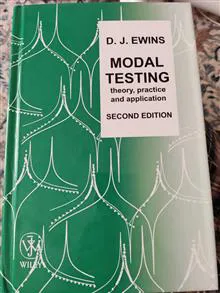 D. J. EWINS
MODAL
TESTING
theory, practice
and application
SECOND EDITION
WILEY